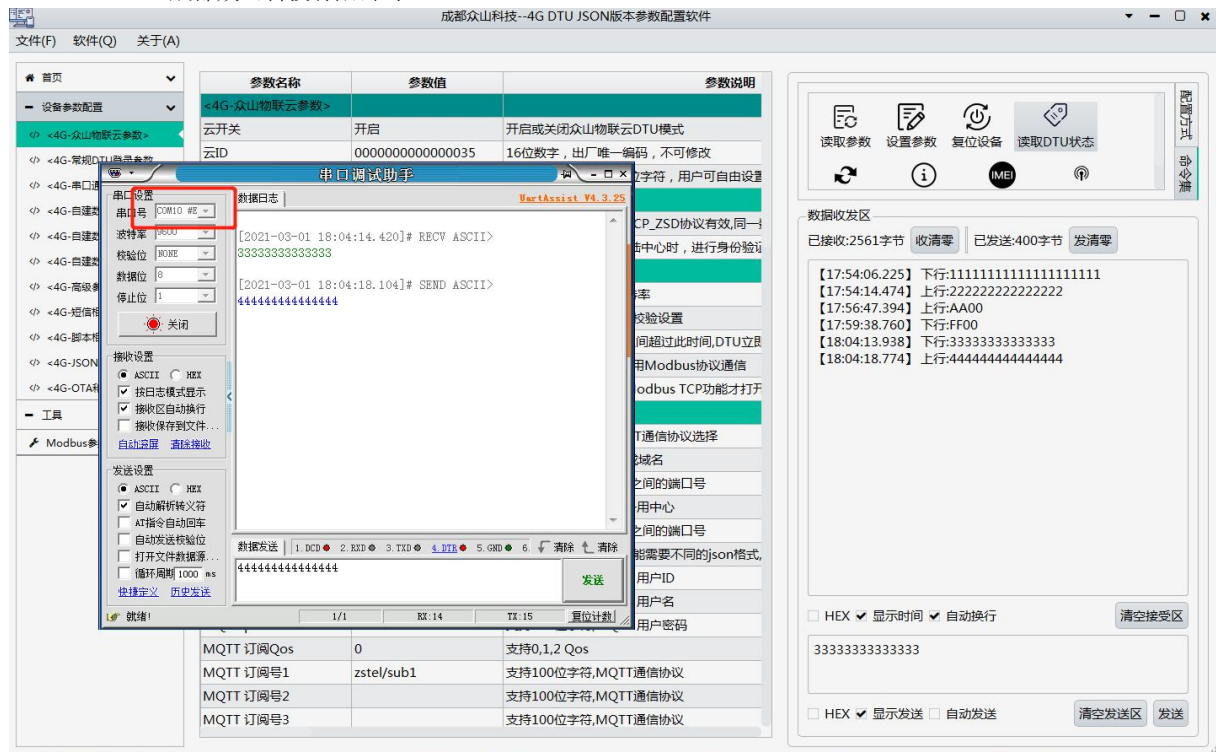 成都众山科技--4G DTU JSON版本参数配置软件
文件(F) 软件(Q) 关于(A)
首页
设备参数配置
<4G-众山物联云参数>
<4G-常规DTU登录参数
<4G-串口通
<4G-自建数
<4G-自建数
<4G-自建数
<4G-高级参
<4G-短信相
<4G-脚本相
<4G-JSON
<4G-OTA和
工具
Modbus参
参数名称 参数值 参数说明
<4G-众山物联云参数>
云开关 开启 开启或关闭众山物联云DTU模式
云ID 0000000000000035 16位数字，出厂唯一编码，不可修改
位字符，用户可自由设置
CP_ZSD协议有效,同一
击中心时，进行身份验证
特率
校验设置
间超过此时间,DTU立即
用Modbus协议通信
odbus TCP功能才打开
T通信协议选择
域名
之间的端口号
用中心
之间的端口号
能需要不同的json格式,
用户ID
用户名
用户密码
MQTT 订阅Qos 0 支持0,1,2 Qos
MQTT 订阅号1 zstel/sub1 支持100位字符,MQTT通信协议
MQTT 订阅号2 支持100位字符,MQTT通信协议
MQTT 订阅号3 支持100位字符,MQTT通信协议
串口调试助手
串口设置
串口号 COM10 #E
波特率 9600
校验位 NONE
数据位 8
停止位 1
关闭
接收设置
ASCII HEX
按日志模式显示
接收区自动换行
接收保存到文件...
自动滚屏 清除接收
发送设置
ASCII HEX
自动解析转义符
AT指令自动回车
自动发送校验位
打开文件数据源...
循环周期 1000 ms
快捷定义 历史发送
数据日志 UartAssist V4.3.25
[2021-03-01 18:04:14.420]# RECV ASCII>
33333333333333
[2021-03-01 18:04:18.104]# SEND ASCII>
444444444444444
数据发送 1.DCD 2.RXD 3.TXD 4.DTR 5.GND 6. 清除 清除
444444444444444
发送
就绪! 1/1 RX:14 TX:15 复位计数
读取参数 设置参数 复位设备 读取DTU状态
IMEI
配置方式
命令集
数据收发区
已接收:2561字节 收清零 已发送:400字节 发清零
【17:54:06.225】 下行:11111111111111111111
【17:54:14.474】 上行:222222222222222
【17:56:47.394】 上行:AA00
【17:59:38.760】 下行:FF00
【18:04:13.938】 下行:33333333333333
【18:04:18.774】 上行:444444444444444
HEX 显示时间 自动换行 清空接受区
33333333333333
HEX 显示发送 自动发送 清空发送区 发送